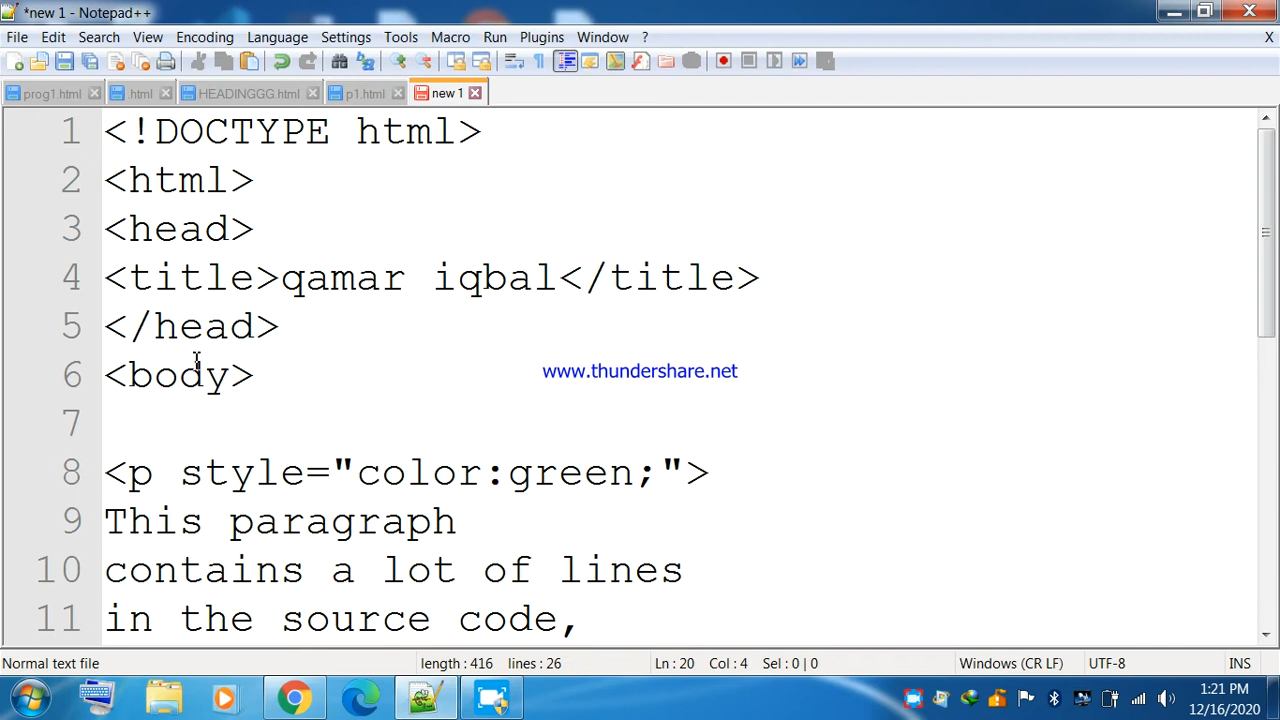 *new 1 - Notepad++
File Edit Search View Encoding Language Settings Tools Macro Run Plugins Window ? X
prog1.html .html HEADINGGG.html p1.html new 1
1 <!DOCTYPE html>
2 <html>
3 <head>
4 <title>qamar iqbal</title>
5 </head>
6 <body>
www.thundershare.net
7
8 <p style="color:green;">
9 This paragraph
10 contains a lot of lines
11 in the source code,
Normal text file length : 416 lines : 26 Ln : 20 Col : 4 Sel : 0 | 0 Windows (CR LF) UTF-8 INS
1:21 PM
12/16/2020